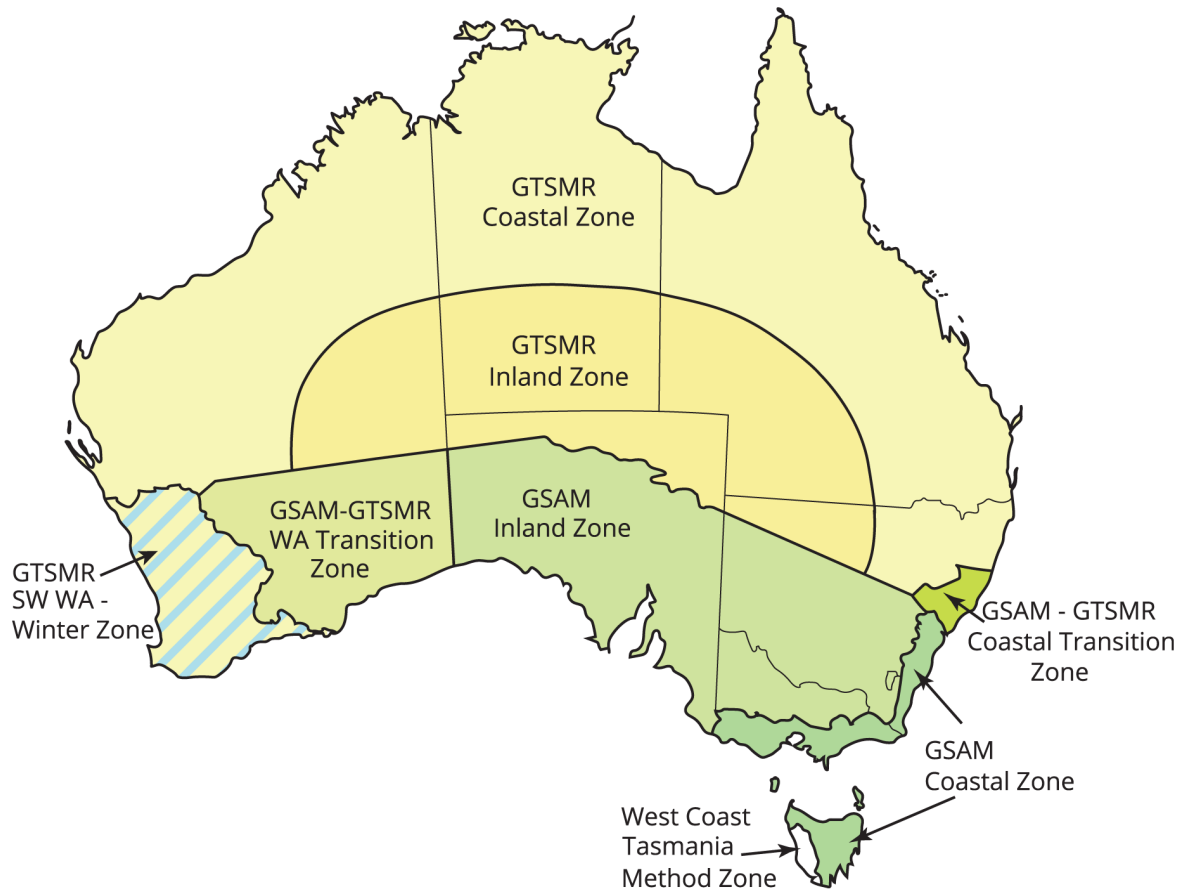 GTSMR
Coastal Zone
GTSMR
Inland Zone
GSAM-GTSMR
WA Transition
Zone
GSAM
Inland Zone
GTSMR
SW WA -
Winter Zone
GSAM - GTSMR
Coastal Transition
Zone
GSAM
Coastal Zone
West Coast
Tasmania
Method Zone